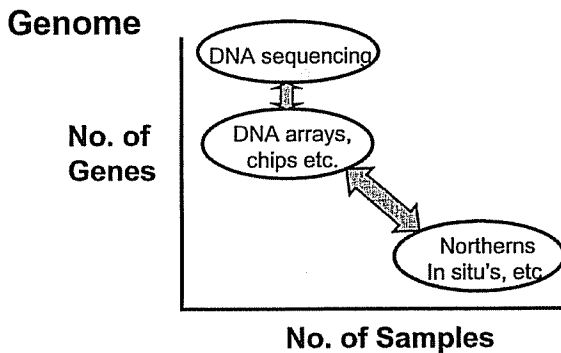 Genome
DNA sequencing
No. of
Genes
DNA arrays,
chips etc.
Northerns
In situ's, etc
No. of Samples